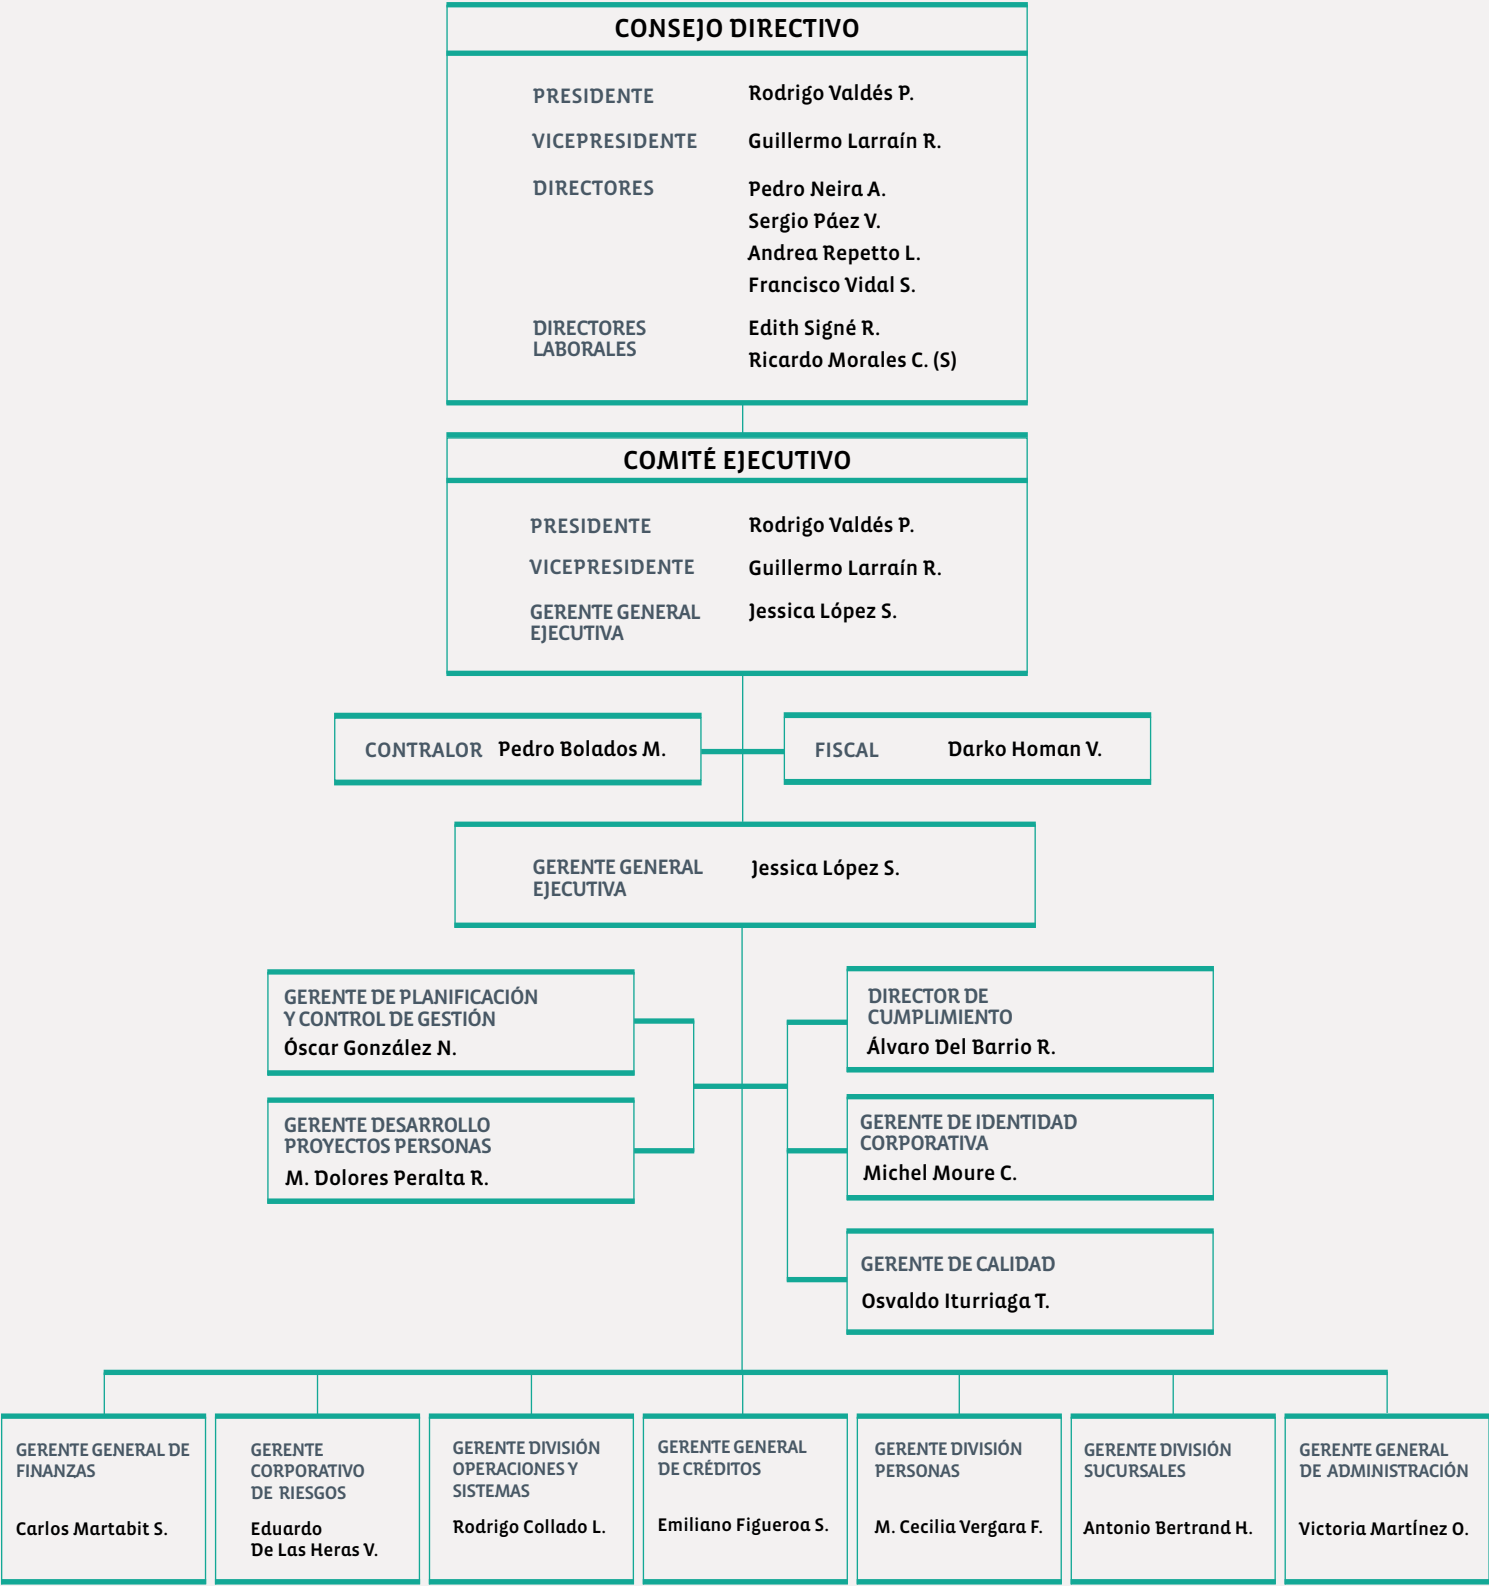 CONSEJO DIRECTIVO
PRESIDENTE Rodrigo Valdés P.
VICEPRESIDENTE Guillermo Larraín R.
DIRECTORES Pedro Neira A.
Sergio Páez V.
Andrea Repetto L.
Francisco Vidal S.
DIRECTORES LABORALES
Edith Signé R.
Ricardo Morales C. (S)
COMITÉ EJECUTIVO
PRESIDENTE Rodrigo Valdés P.
VICEPRESIDENTE Guillermo Larraín R.
GERENTE GENERAL
EJECUTIVA
Jessica López S.
CONTRALOR Pedro Bolados M.
FISCAL Darko Homan V.
GERENTE GENERAL
EJECUTIVA
Jessica López S.
GERENTE DE PLANIFICACIÓN
Y CONTROL DE GESTIÓN
Óscar González N.
DIRECTOR DE
CUMPLIMIENTO
Álvaro Del Barrio R.
GERENTE DESARROLLO
PROYECTOS PERSONAS
M. Dolores Peralta R.
GERENTE DE IDENTIDAD
CORPORATIVA
Michel Moure C.
GERENTE DE CALIDAD
Osvaldo Iturriaga T.
GERENTE GENERAL DE
FINANZAS
Carlos Martabit S.
GERENTE
CORPORATIVO
DE RIESGOS
Eduardo
De Las Heras V.
GERENTE DIVISIÓN
OPERACIONES Y
SISTEMAS
Rodrigo Collado L.
GERENTE GENERAL
DE CRÉDITOS
Emiliano Figueroa S.
GERENTE DIVISIÓN
PERSONAS
M. Cecilia Vergara F.
GERENTE DIVISIÓN
SUCURSALES
Antonio Bertrand H.
GERENTE GENERAL
DE ADMINISTRACIÓN
Victoria MartÍnez O.